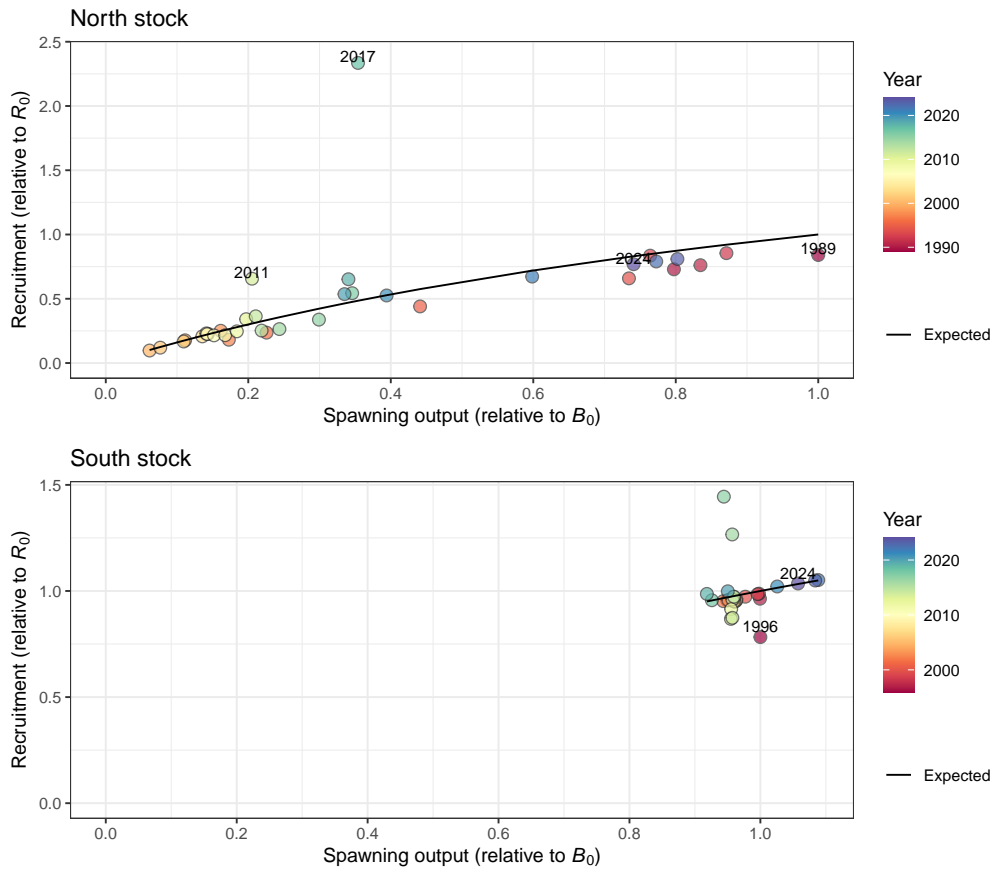 North stock
2.5
2.0
1.5
1.0
0.5
0.0
Recruitment (relative to R₀)
2017
2011
2024
1989
0.0 0.2 0.4 0.6 0.8 1.0
Spawning output (relative to B₀)
Year
2020
2010
2000
1990
Expected
South stock
1.5
1.0
0.5
0.0
Recruitment (relative to R₀)
2024
1996
0.0 0.2 0.4 0.6 0.8 1.0
Spawning output (relative to B₀)
Year
2020
2010
2000
Expected